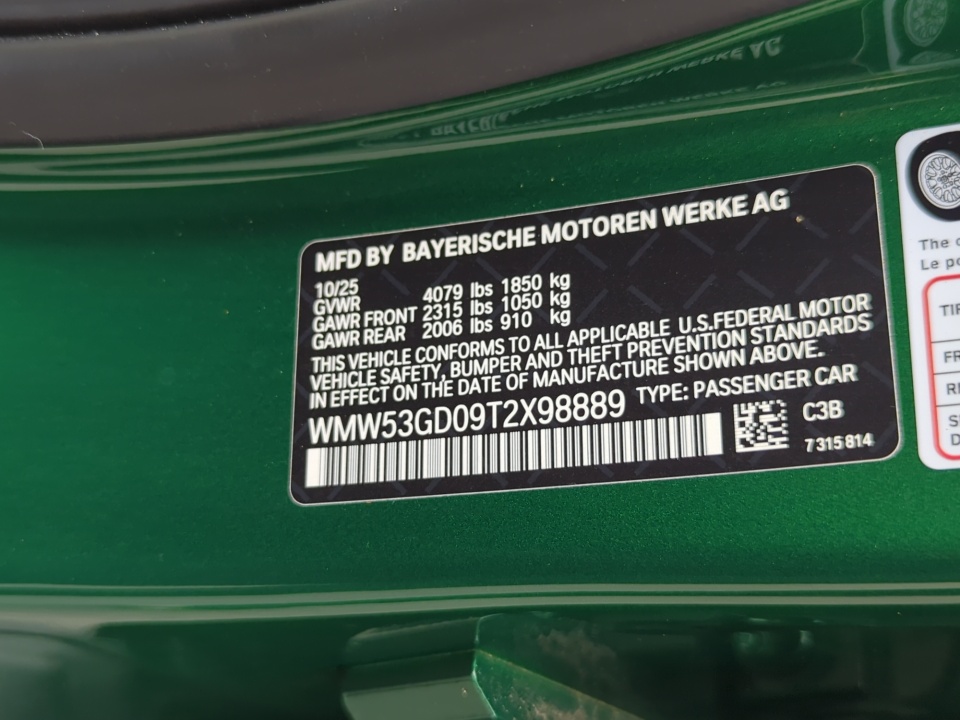 MFD BY BAYERISCHE MOTOREN WERKE AG
10/25
GVWR 4079 lbs 1850 kg
GAWR FRONT 2315 lbs 1050 kg
GAWR REAR 2006 lbs 910 kg
THIS VEHICLE CONFORMS TO ALL APPLICABLE U.S.FEDERAL MOTOR
VEHICLE SAFETY, BUMPER AND THEFT PREVENTION STANDARDS
IN EFFECT ON THE DATE OF MANUFACTURE SHOWN ABOVE.
WMW53GD09T2X98889 TYPE: PASSENGER CAR
C3B
7 315 814
The
Le